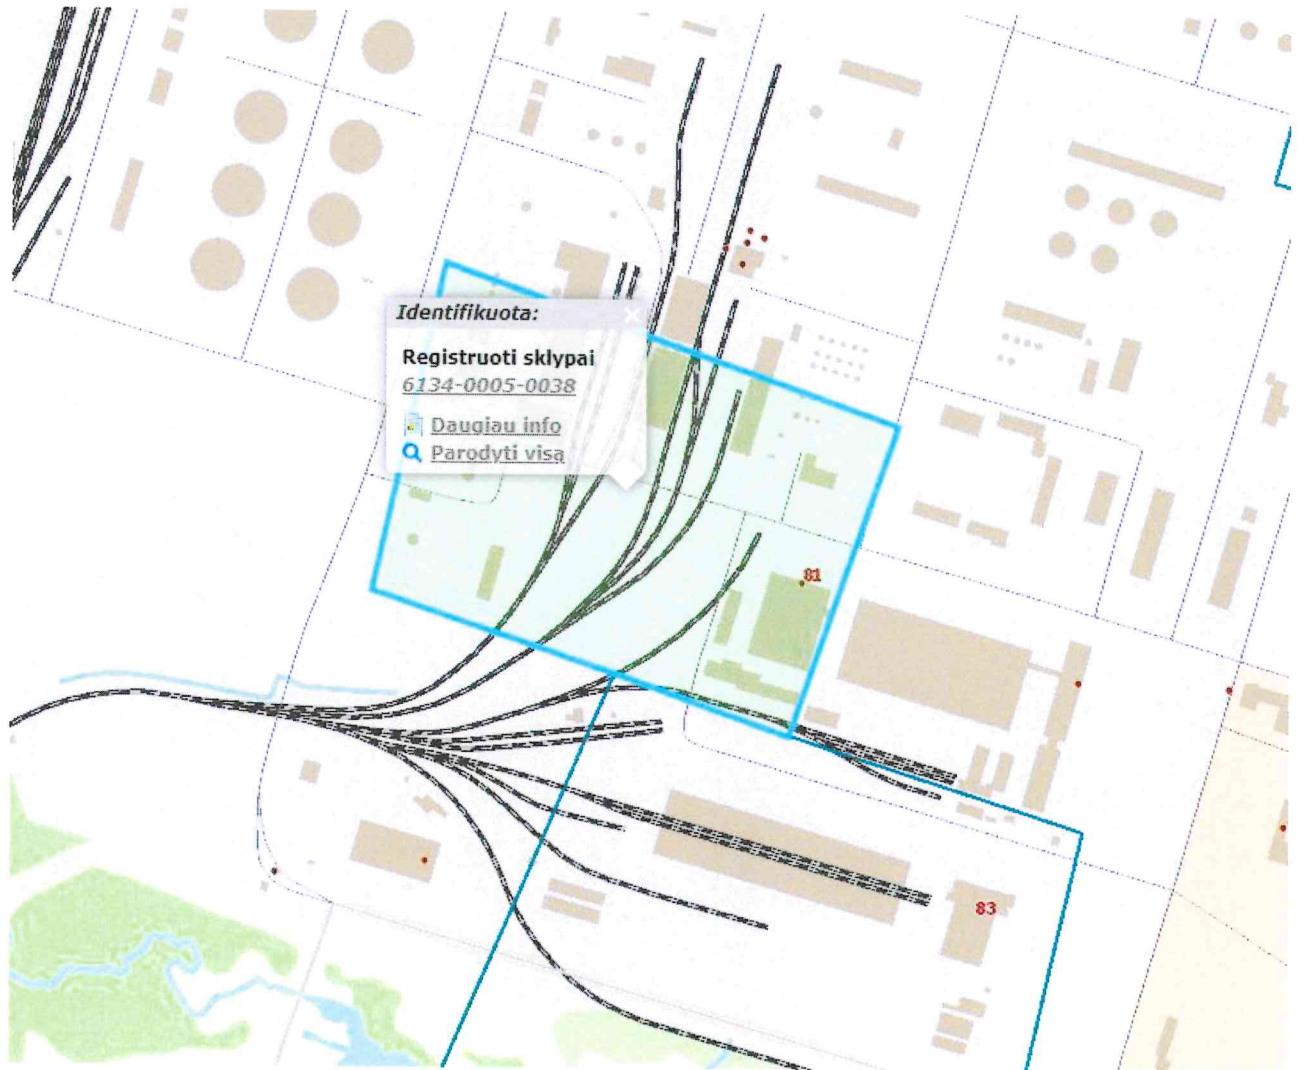 Identifikuota:
Registruoti sklypai
6134-0005-0038
Daugiau info
Parodyti visą
81
83